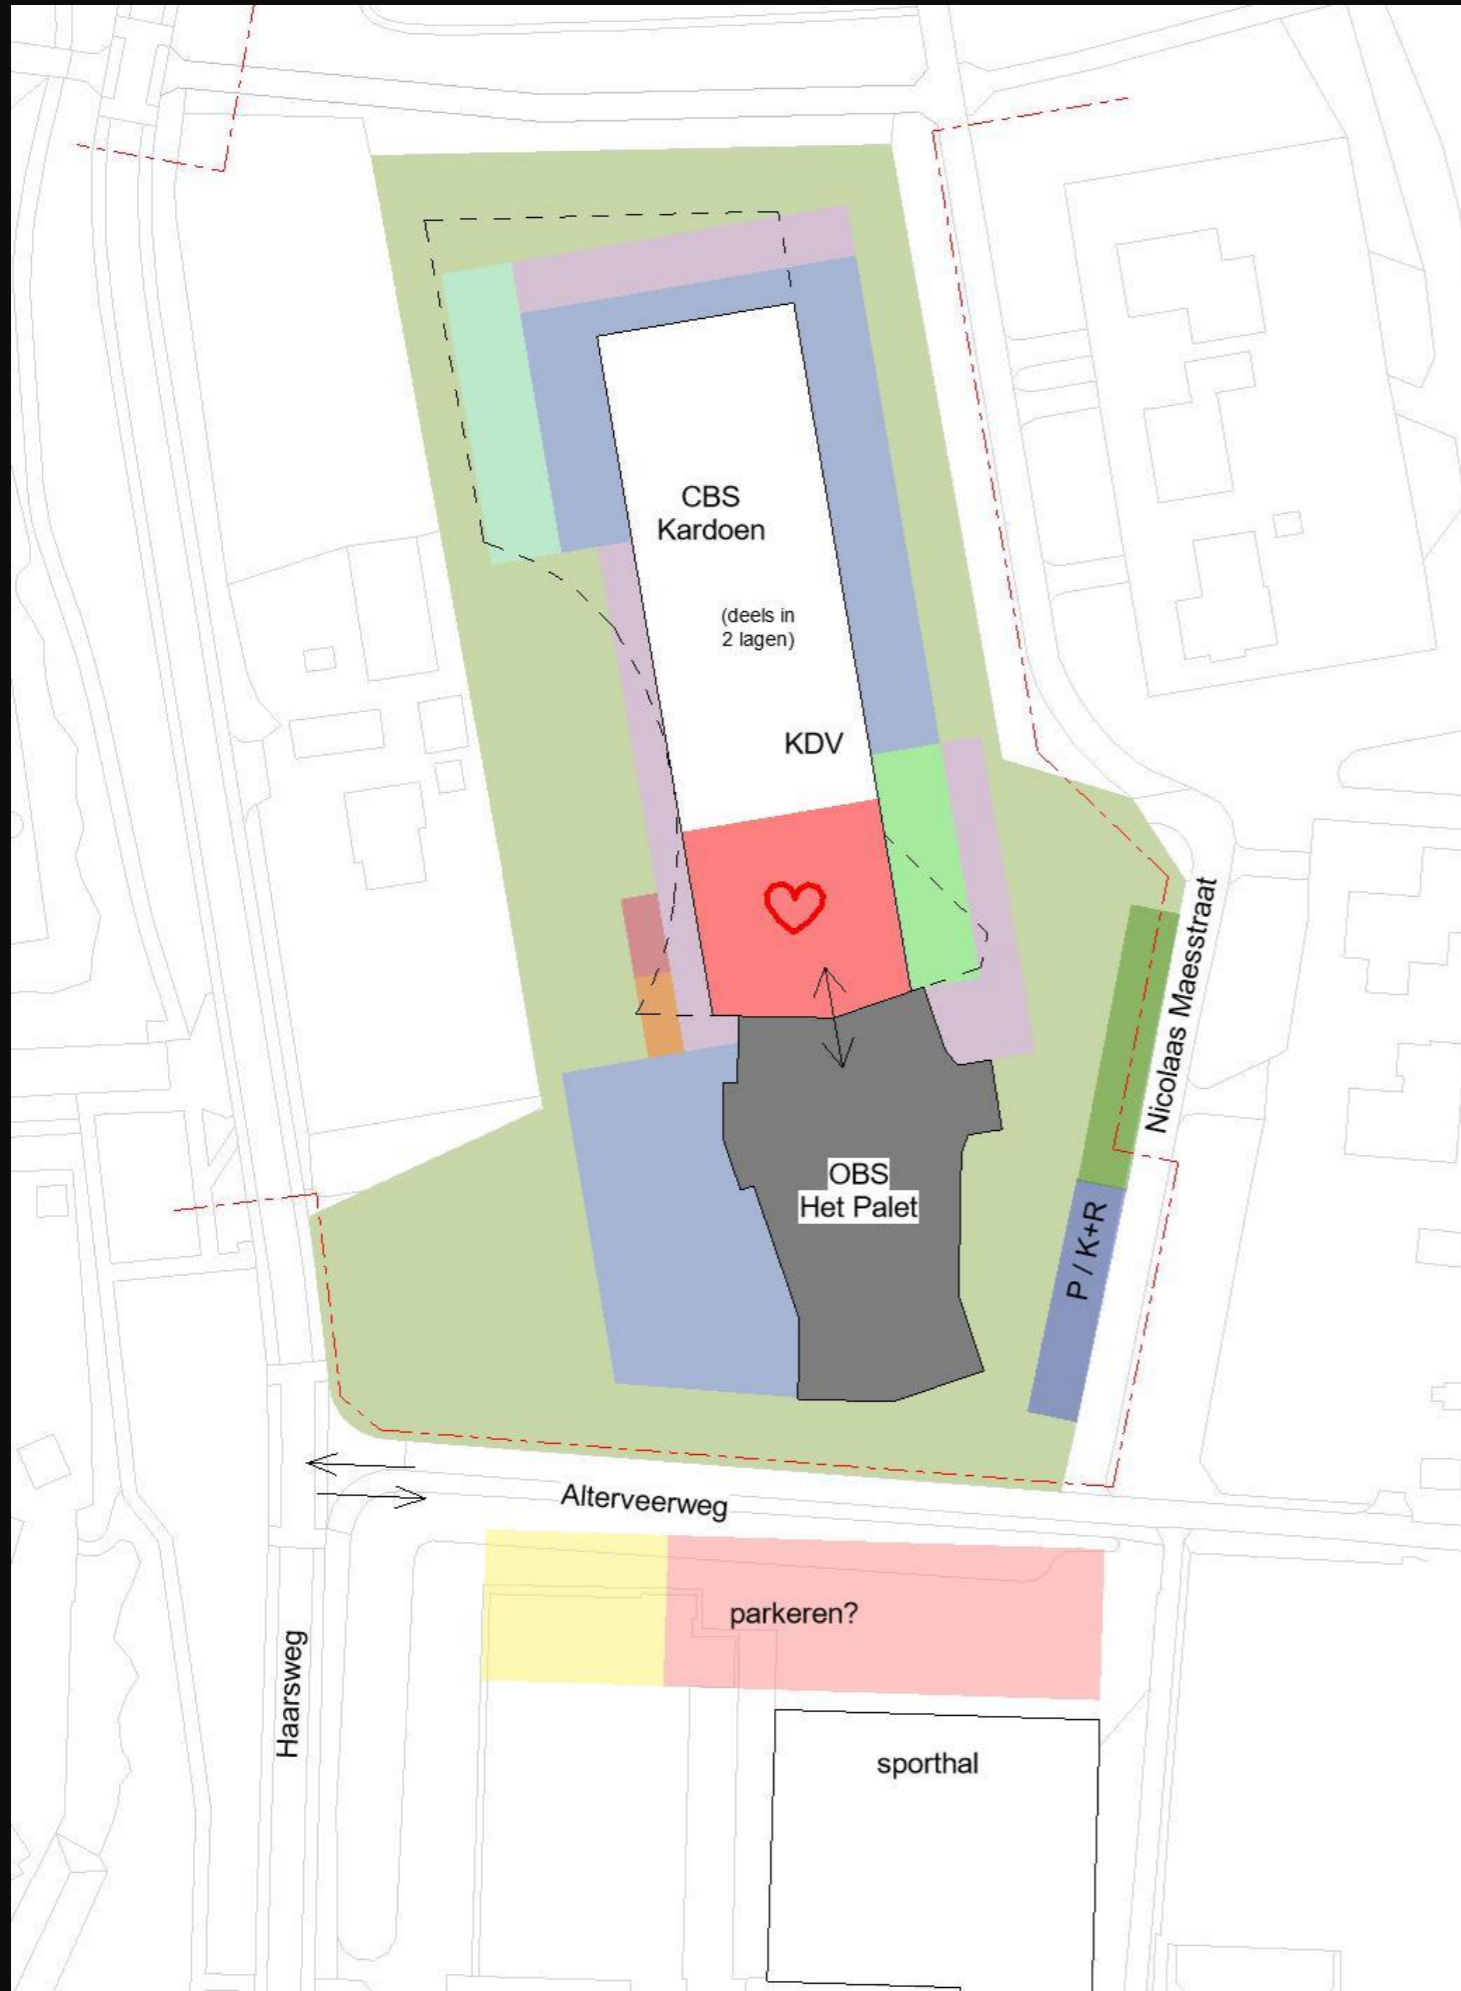 CBS
Kardoen
(deels in
2 lagen)
KDV
Nicolaas Maesstraat
OBS
Het Palet
P / K+R
Alterveerweg
parkeren?
Haarsweg
sporthal